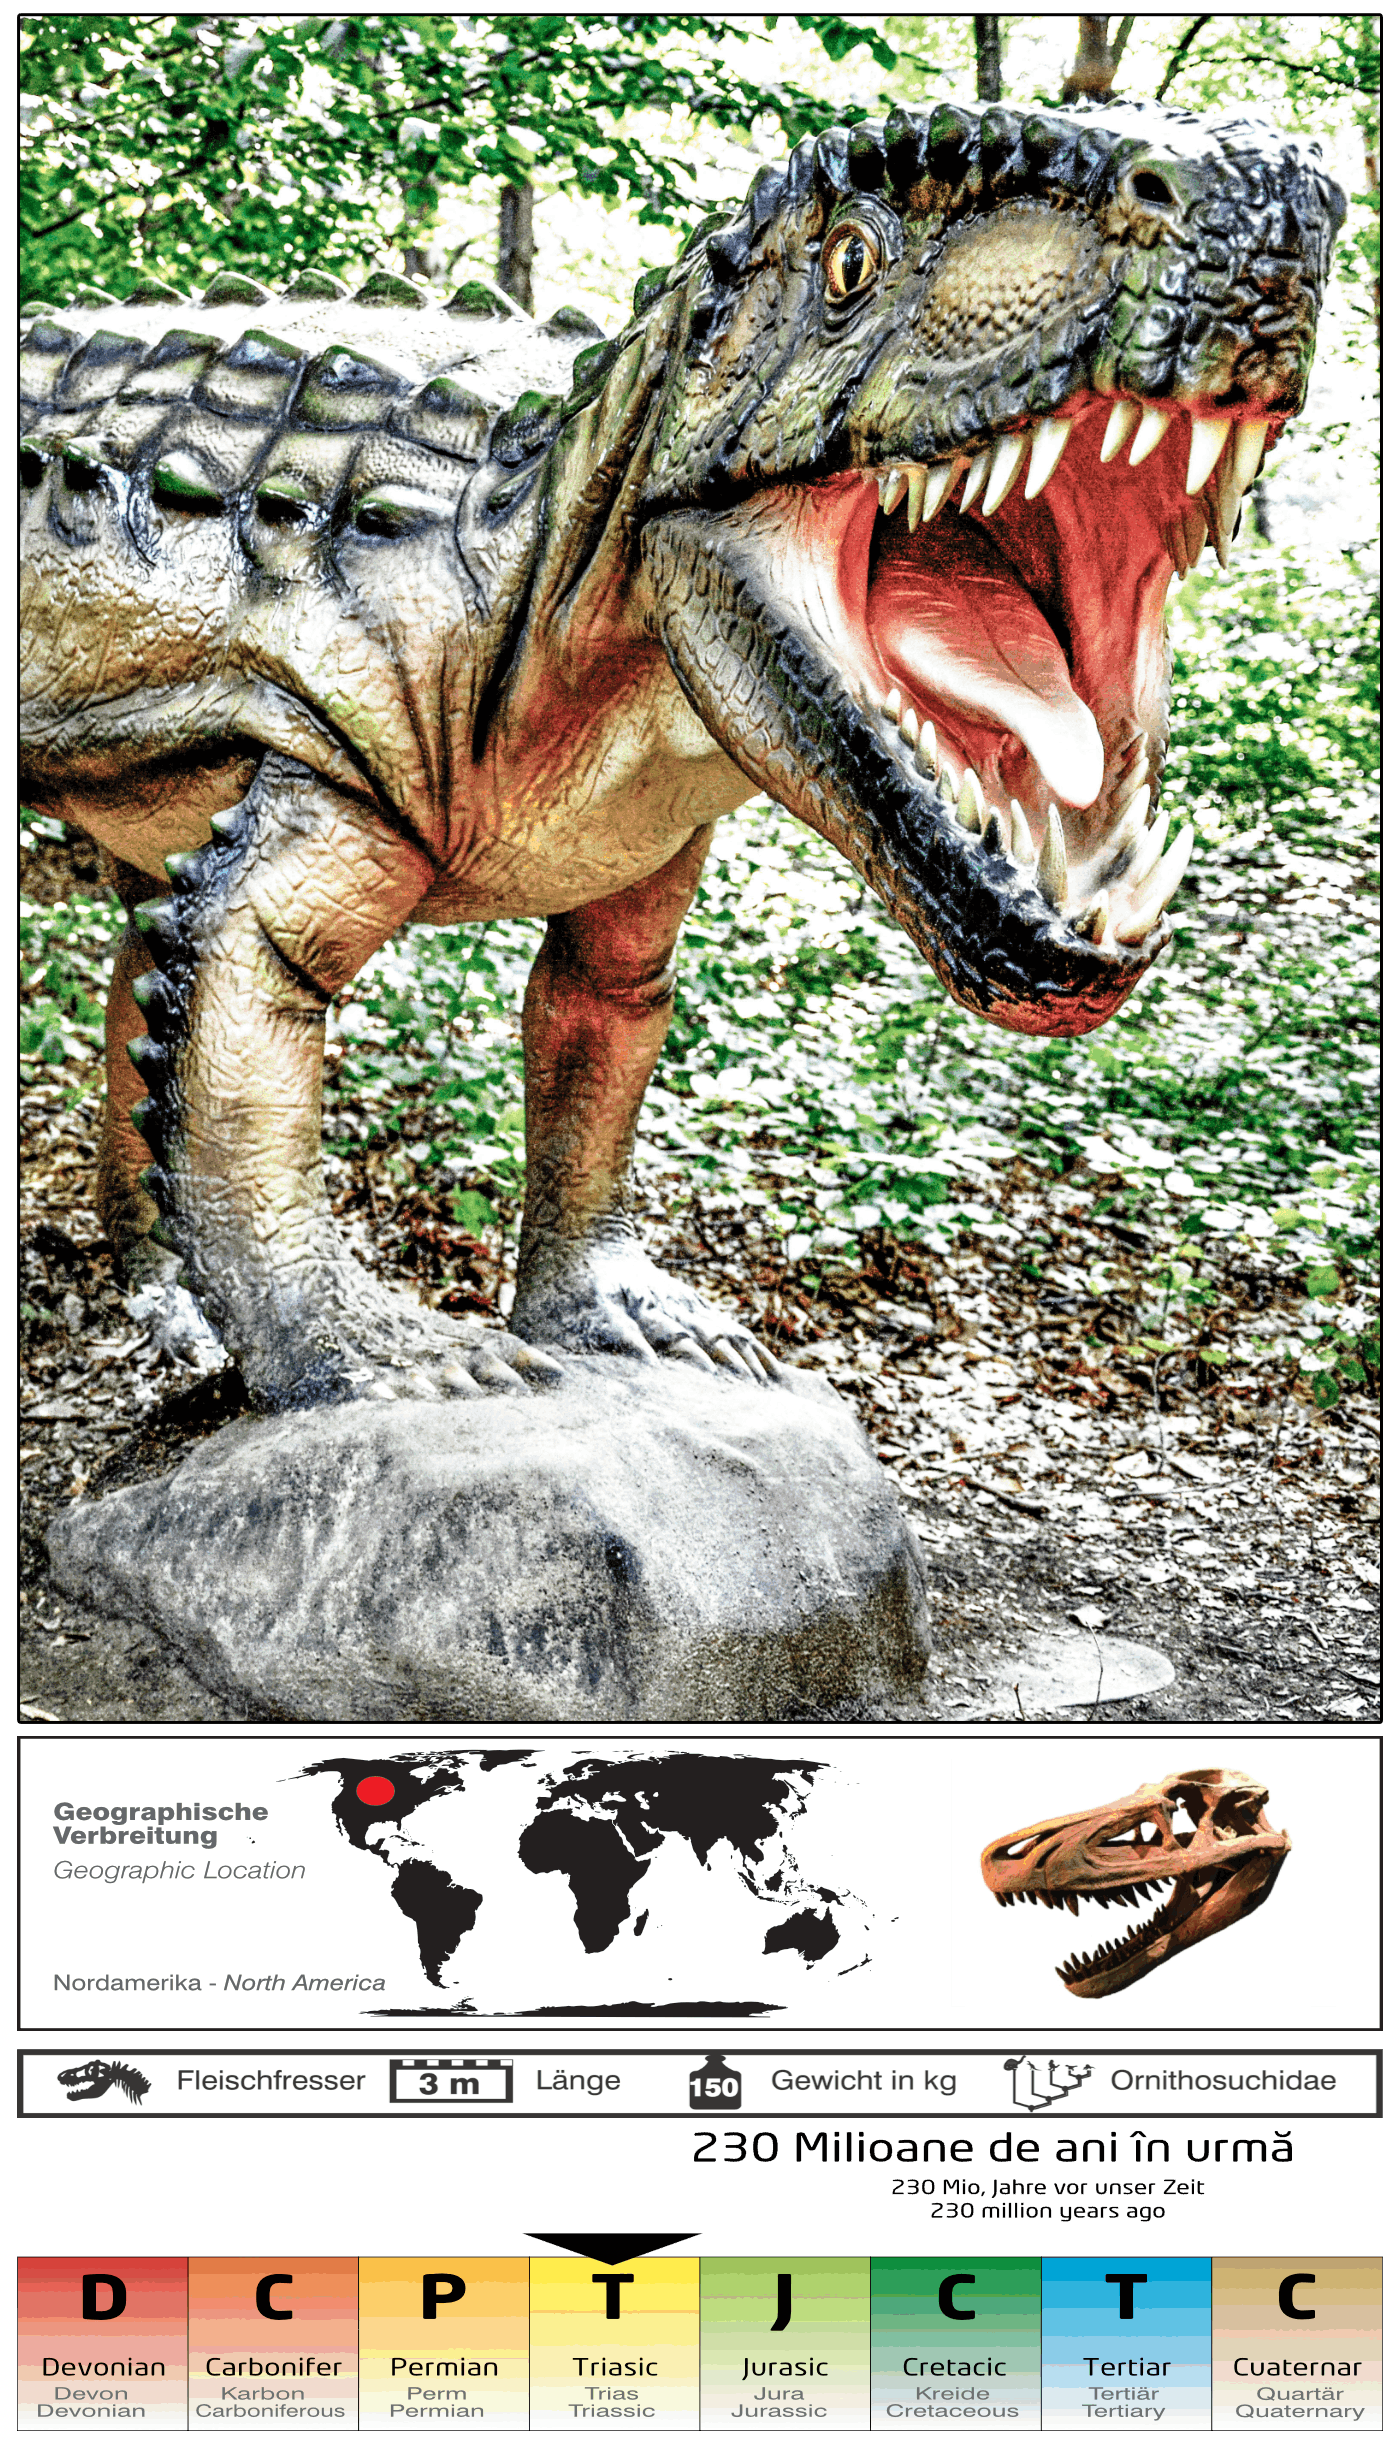 Geographische
Verbreitung
Geographic Location
Nordamerika - North America
Fleischfresser
3 m
Länge
150
Gewicht in kg
Ornithosuchidae
230 Milioane de ani în urmă
230 Mio, Jahre vor unser Zeit
230 million years ago
D C P T J C T C
Devonian Carbonifer Permian Triasic Jurasic Cretacic Tertiar Cuaternar
Devon Karbon Perm Trias Jura Kreide Tertiär Quartär
Devonian Carboniferous Permian Triassic Jurassic Cretaceous Tertiary Quaternary